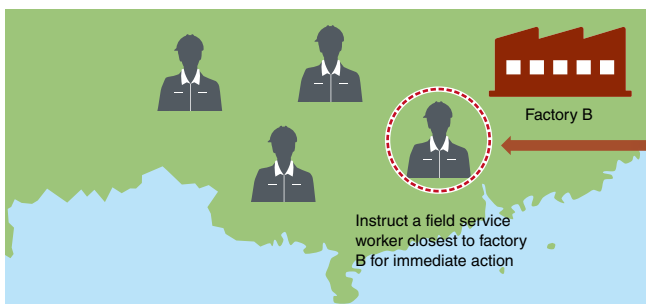 Factory B
Instruct a field service
worker closest to factory
B for immediate action